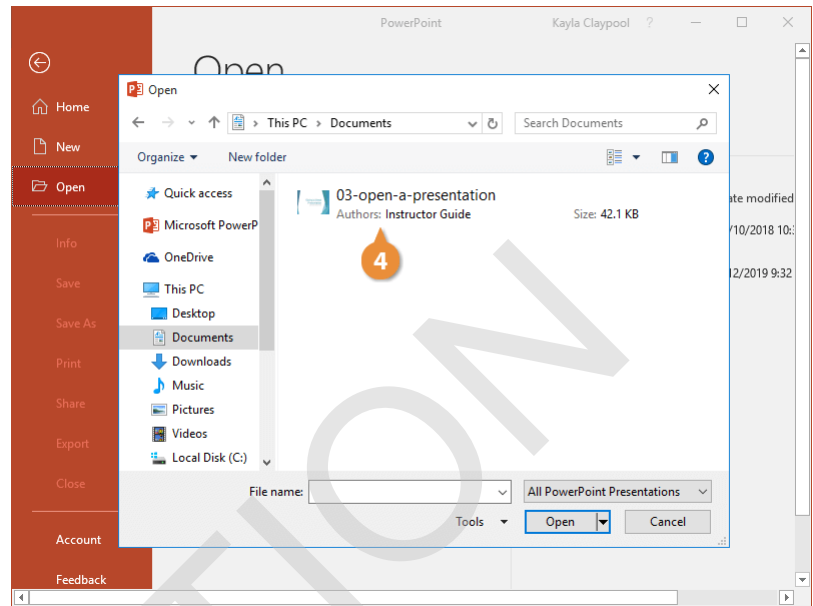 PowerPoint
Kayla Claypool ?
Open
Home
New
Open
Info
Save
Save As
Print
Share
Export
Close
Account
Feedback
Open
This PC > Documents
Search Documents
Organize
New folder
Quick access
Microsoft PowerP
OneDrive
This PC
Desktop
Documents
Downloads
Music
Pictures
Videos
Local Disk (C:)
03-open-a-presentation
Authors: Instructor Guide
Size: 42.1 KB
4
ate modified
/10/2018 10:
12/2019 9:32
File name:
All PowerPoint Presentations
Tools
Open
Cancel
TION